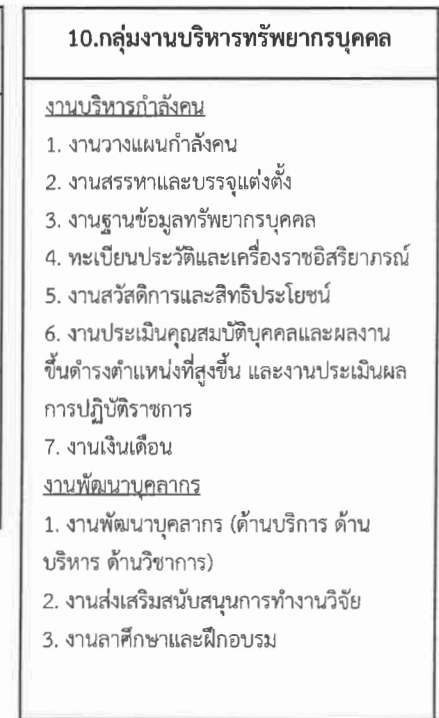 10.กลุ่มงานบริหารทรัพยากรบุคคล
งานบริหารกำลังคน
1. งานวางแผนกำลังคน
2. งานสรรหาและบรรจุแต่งตั้ง
3. งานฐานข้อมูลทรัพยากรบุคคล
4. ทะเบียนประวัติและเครื่องราชอิสริยาภรณ์
5. งานสวัสดิการและสิทธิประโยชน์
6. งานประเมินคุณสมบัติบุคคลและผลงาน
ขึ้นดำรงตำแหน่งที่สูงขึ้น และงานประเมินผล
การปฏิบัติราชการ
7. งานเงินเดือน
งานพัฒนาบุคลากร
1. งานพัฒนาบุคลากร (ด้านบริการ ด้าน
บริหาร ด้านวิชาการ)
2. งานส่งเสริมสนับสนุนการทำงานวิจัย
3. งานลาศึกษาและฝึกอบรม